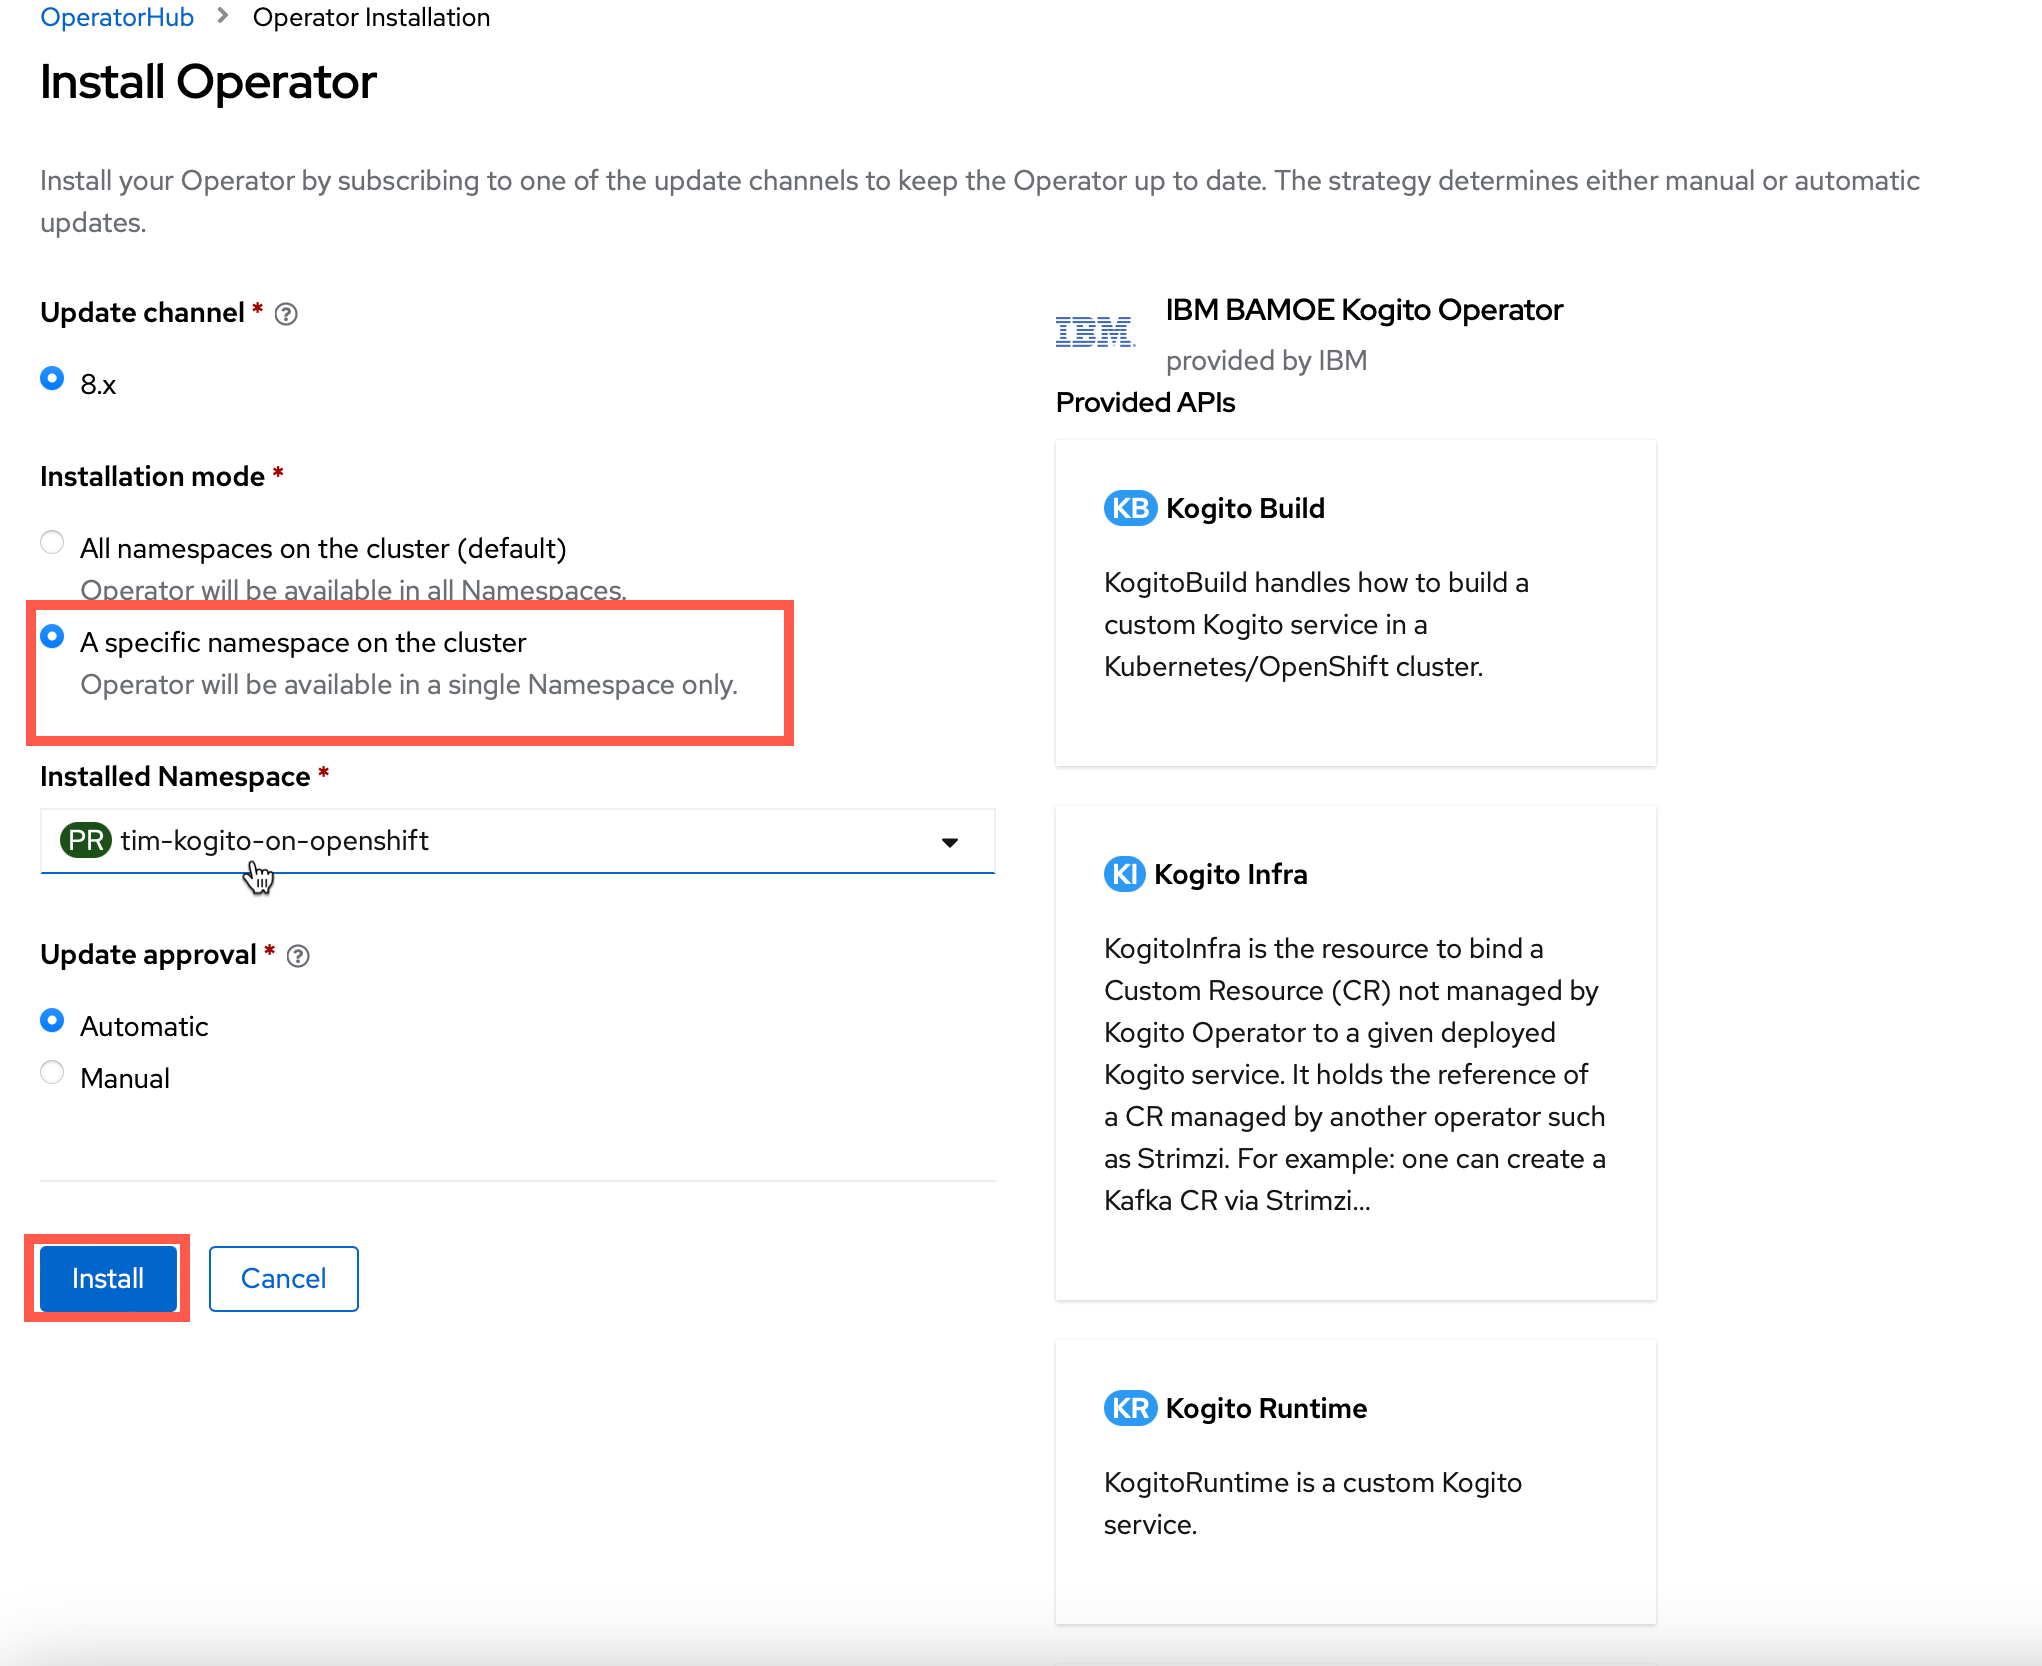 OperatorHub > Operator Installation
Install Operator
Install your Operator by subscribing to one of the update channels to keep the Operator up to date. The strategy determines either manual or automatic
updates.
Update channel *
8.x
Installation mode *
All namespaces on the cluster (default)
Operator will be available in all Namespaces.
A specific namespace on the cluster
Operator will be available in a single Namespace only.
Installed Namespace *
PR tim-kogito-on-openshift
Update approval *
Automatic
Manual
Install
Cancel
IBM
IBM BAMOE Kogito Operator
provided by IBM
Provided APIs
KB Kogito Build
KogitoBuild handles how to build a
custom Kogito service in a
Kubernetes/OpenShift cluster.
KI Kogito Infra
KogitoInfra is the resource to bind a
Custom Resource (CR) not managed by
Kogito Operator to a given deployed
Kogito service. It holds the reference of
a CR managed by another operator such
as Strimzi. For example: one can create a
Kafka CR via Strimzi...
KR Kogito Runtime
KogitoRuntime is a custom Kogito
service.